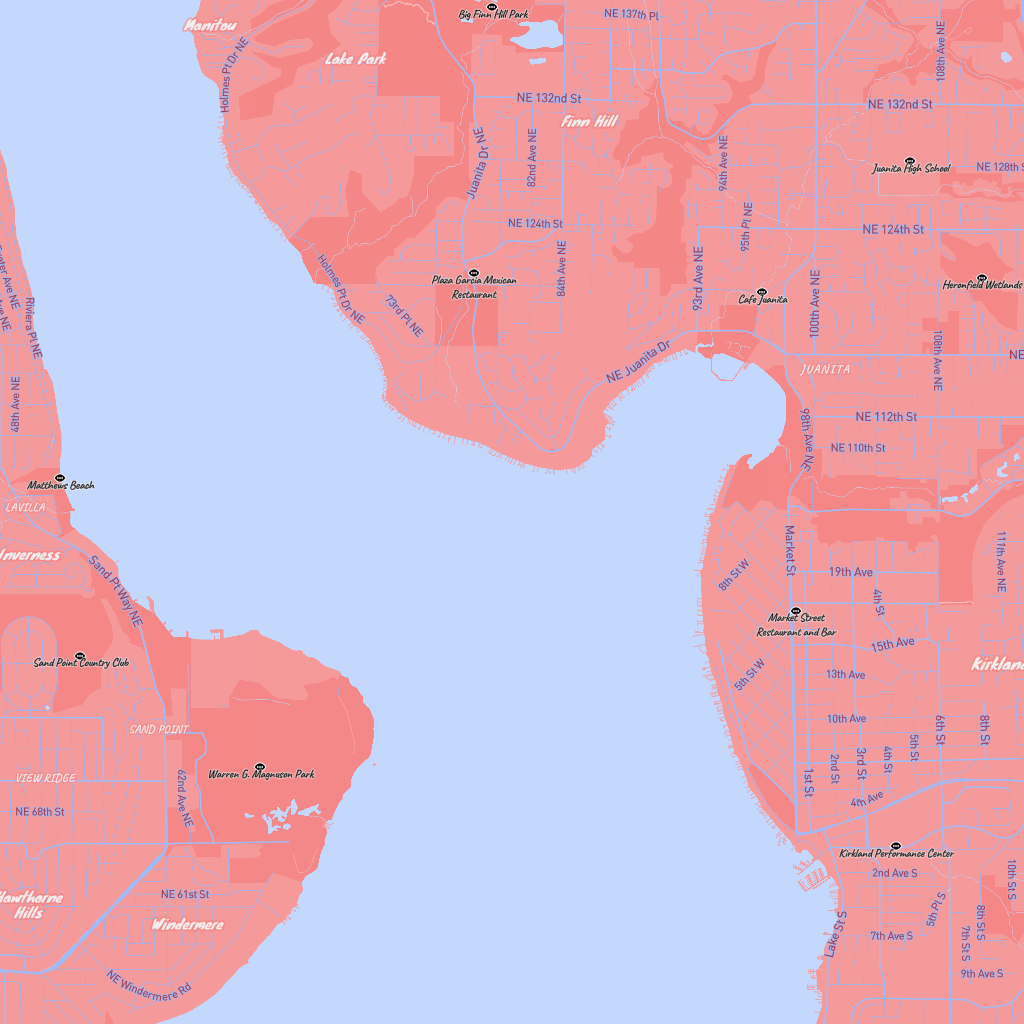 Manitou
Big Finn Hill Park
NE 137th Pl
108th Ave NE
Holmes Pt Dr NE
Lake Park
NE 132nd St
NE 132nd St
Finn Hill
Juanita Dr NE
82nd Ave NE
94th Ave NE
Juanita High School
NE 128th S
95th Pl NE
NE 124th St
NE 124th St
Holmes Pt Dr NE
Plaza Garcia Mexican
Restaurant
84th Ave NE
93rd Ave NE
Cafe Juanita
100th Ave NE
Heronfield Wetlands
Riviera Pl NE
73rd Pl NE
NE Juanita Dr
NE
108th Ave NE
JUANITA
48th Ave NE
98th Ave NE
NE 112th St
NE 110th St
Matthews Beach
LAVILLA
Inverness
Sand Pt Way NE
Market St
111th Ave NE
8th St W
19th Ave
4th St
Market Street
Restaurant and Bar
15th Ave
Sand Point Country Club
5th St W
13th Ave
Kirkland
SAND POINT
10th Ave
6th St
8th St
5th St
VIEW RIDGE
Warren G. Magnuson Park
62nd Ave NE
1st St
2nd St
3rd St
4th St
NE 68th St
4th Ave
Kirkland Performance Center
2nd Ave S
10th St S
NE 61st St
Hawthorne
Hills
Windermere
Lake St S
5th Pl S
8th St S
7th Ave S
7th St S
NE Windermere Rd
9th Ave S